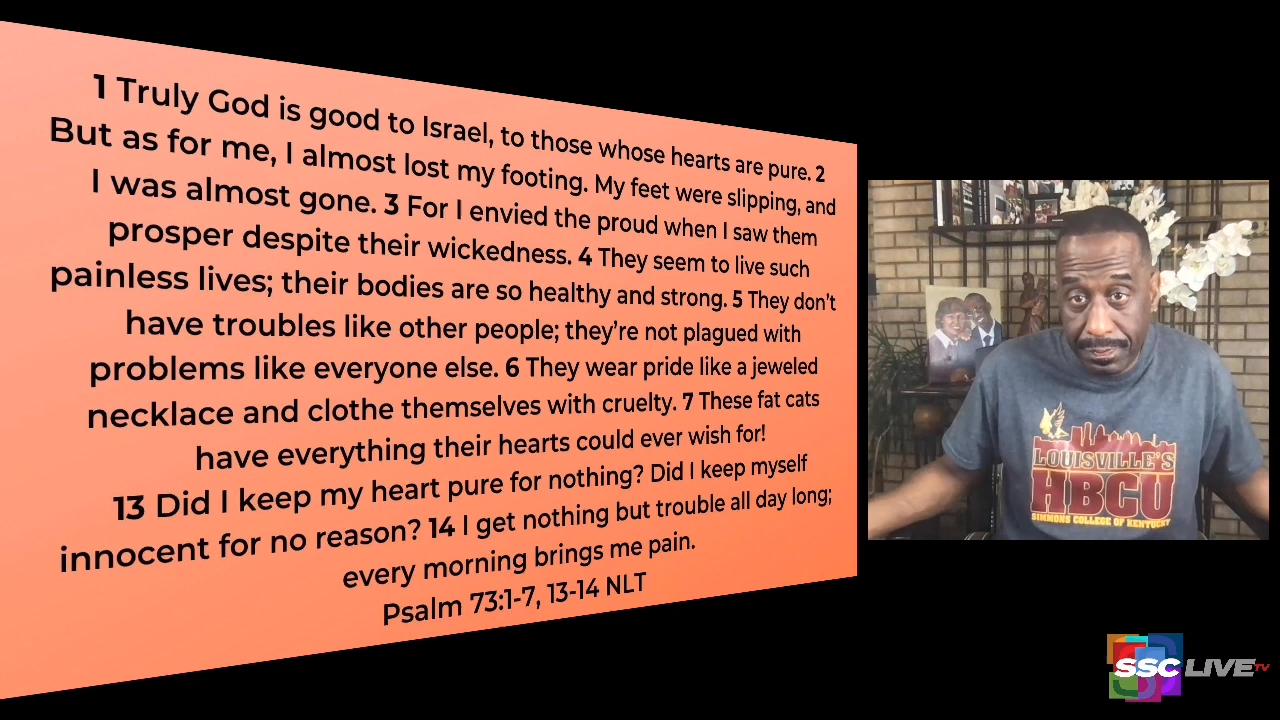 1 Truly God is good to Israel, to those whose hearts are pure. 2
But as for me, I almost lost my footing. My feet were slipping, and
I was almost gone. 3 For I envied the proud when I saw them
prosper despite their wickedness. 4 They seem to live such
painless lives; their bodies are so healthy and strong. 5 They don’t
have troubles like other people; they’re not plagued with
problems like everyone else. 6 They wear pride like a jeweled
necklace and clothe themselves with cruelty. 7 These fat cats
have everything their hearts could ever wish for!
13 Did I keep my heart pure for nothing? Did I keep myself
innocent for no reason? 14 I get nothing but trouble all day long;
every morning brings me pain.
Psalm 73:1-7, 13-14 NLT
LOUISVILLE'S
HBCU
SIMMONS COLLEGE OF KENTUCKY
SSC LIVE TV